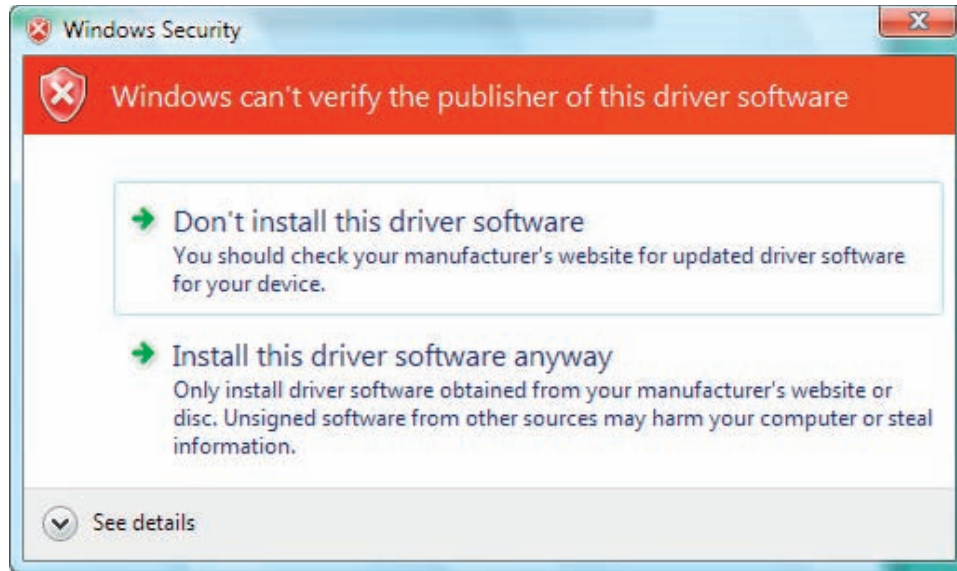 Windows Security
Windows can't verify the publisher of this driver software
Don't install this driver software
You should check your manufacturer's website for updated driver software
for your device.
Install this driver software anyway
Only install driver software obtained from your manufacturer's website or
disc. Unsigned software from other sources may harm your computer or steal
information.
See details